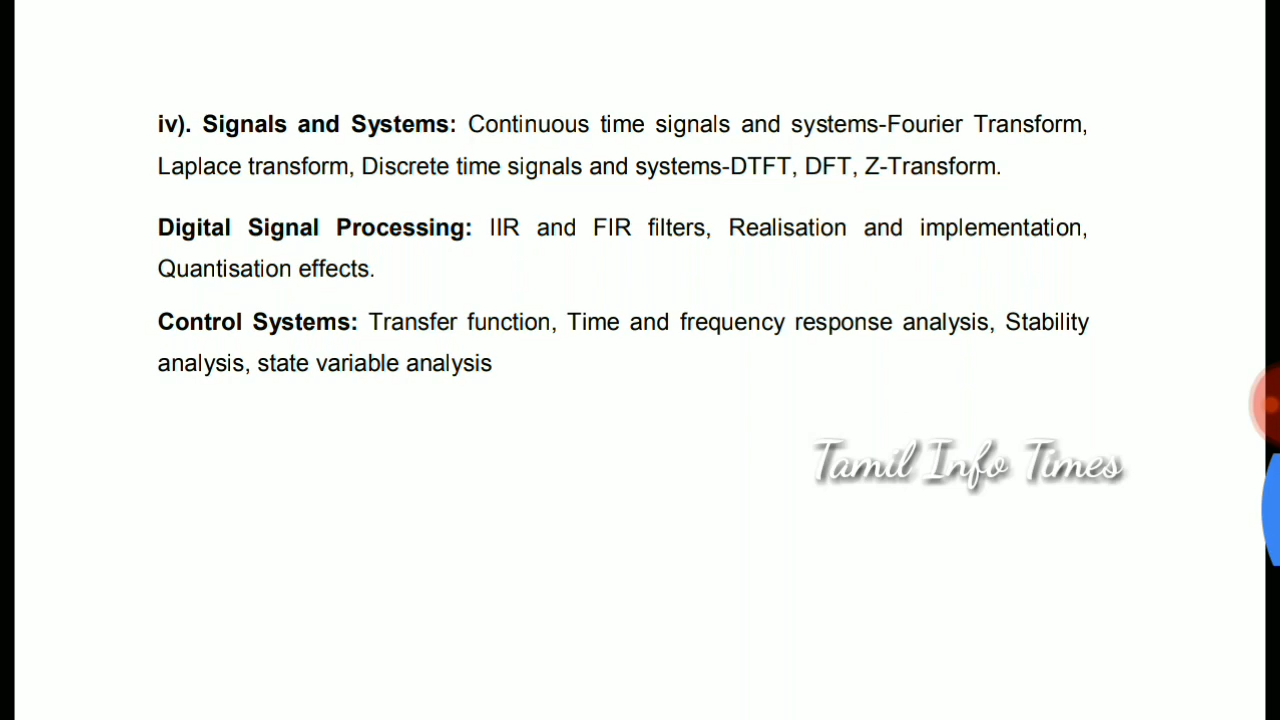 iv). Signals and Systems: Continuous time signals and systems-Fourier Transform,
Laplace transform, Discrete time signals and systems-DTFT, DFT, Z-Transform.
Digital Signal Processing: IIR and FIR filters, Realisation and implementation,
Quantisation effects.
Control Systems: Transfer function, Time and frequency response analysis, Stability
analysis, state variable analysis
Tamil Info Times